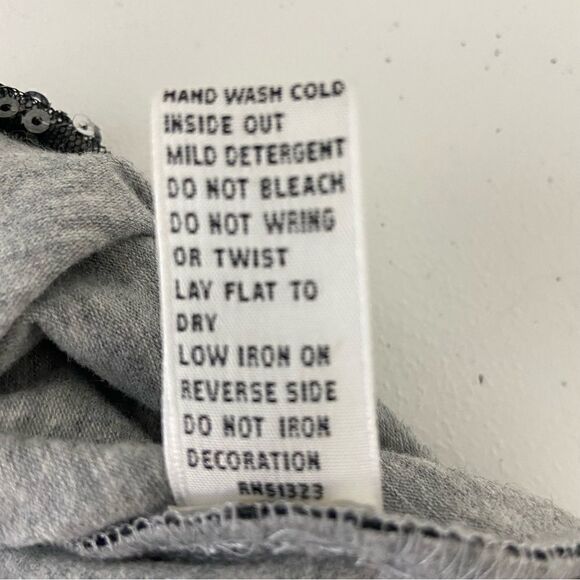 HAND WASH COLD
INSIDE OUT
MILD DETERGENT
DO NOT BLEACH
DO NOT WRING
OR TWIST
LAY FLAT TO
DRY
LOW IRON ON
REVERSE SIDE
DO NOT IRON
DECORATION
RN51323